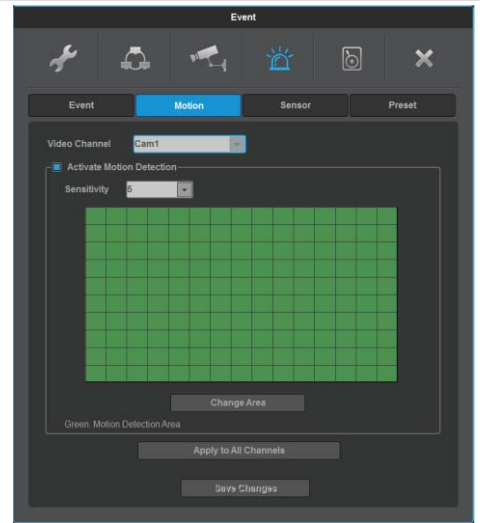 Event
Event Motion Sensor Preset
Video Channel Cam1
Activate Motion Detection
Sensitivity 5
Change Area
Green: Motion Detection Area
Apply to All Channels
Save Changes